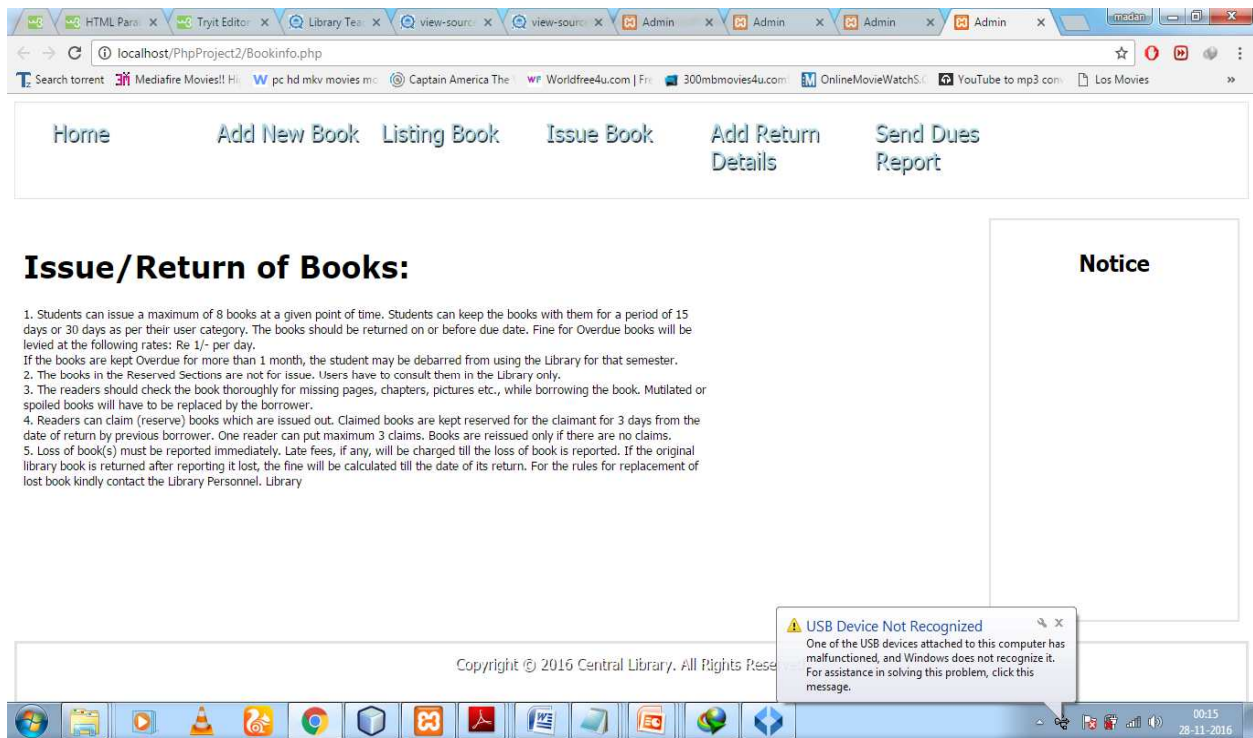 HTML Para
Tryit Editor
Library Tea
view-sourc
view-sourc
Admin
Admin
Admin
Admin
madan
localhost/PhpProject2/Bookinfo.php
Search torrent
Mediafire Movies!! Hi
pc hd mkv movies mo
Captain America The
Worldfree4u.com | Fre
300mbmovies4u.com
OnlineMovieWatchS.
YouTube to mp3 con
Los Movies
»
Home
Add New Book
Listing Book
Issue Book
Add Return
Details
Send Dues
Report
Issue/Return of Books:
Notice
1. Students can issue a maximum of 8 books at a given point of time. Students can keep the books with them for a period of 15
days or 30 days as per their user category. The books should be returned on or before due date. Fine for Overdue books will be
levied at the following rates: Re 1/- per day.
If the books are kept Overdue for more than 1 month, the student may be debarred from using the Library for that semester.
2. The books in the Reserved Sections are not for issue. Users have to consult them in the Library only.
3. The readers should check the book thoroughly for missing pages, chapters, pictures etc., while borrowing the book. Mutilated or
spoiled books will have to be replaced by the borrower.
4. Readers can claim (reserve) books which are issued out. Claimed books are kept reserved for the claimant for 3 days from the
date of return by previous borrower. One reader can put maximum 3 claims. Books are reissued only if there are no claims.
5. Loss of book(s) must be reported immediately. Late fees, if any, will be charged till the loss of book is reported. If the original
library book is returned after reporting it lost, the fine will be calculated till the date of its return. For the rules for replacement of
lost book kindly contact the Library Personnel. Library
USB Device Not Recognized
One of the USB devices attached to this computer has
malfunctioned, and Windows does not recognize it.
For assistance in solving this problem, click this
message.
Copyright © 2016 Central Library. All Rights Rese
00:15
28-11-2016